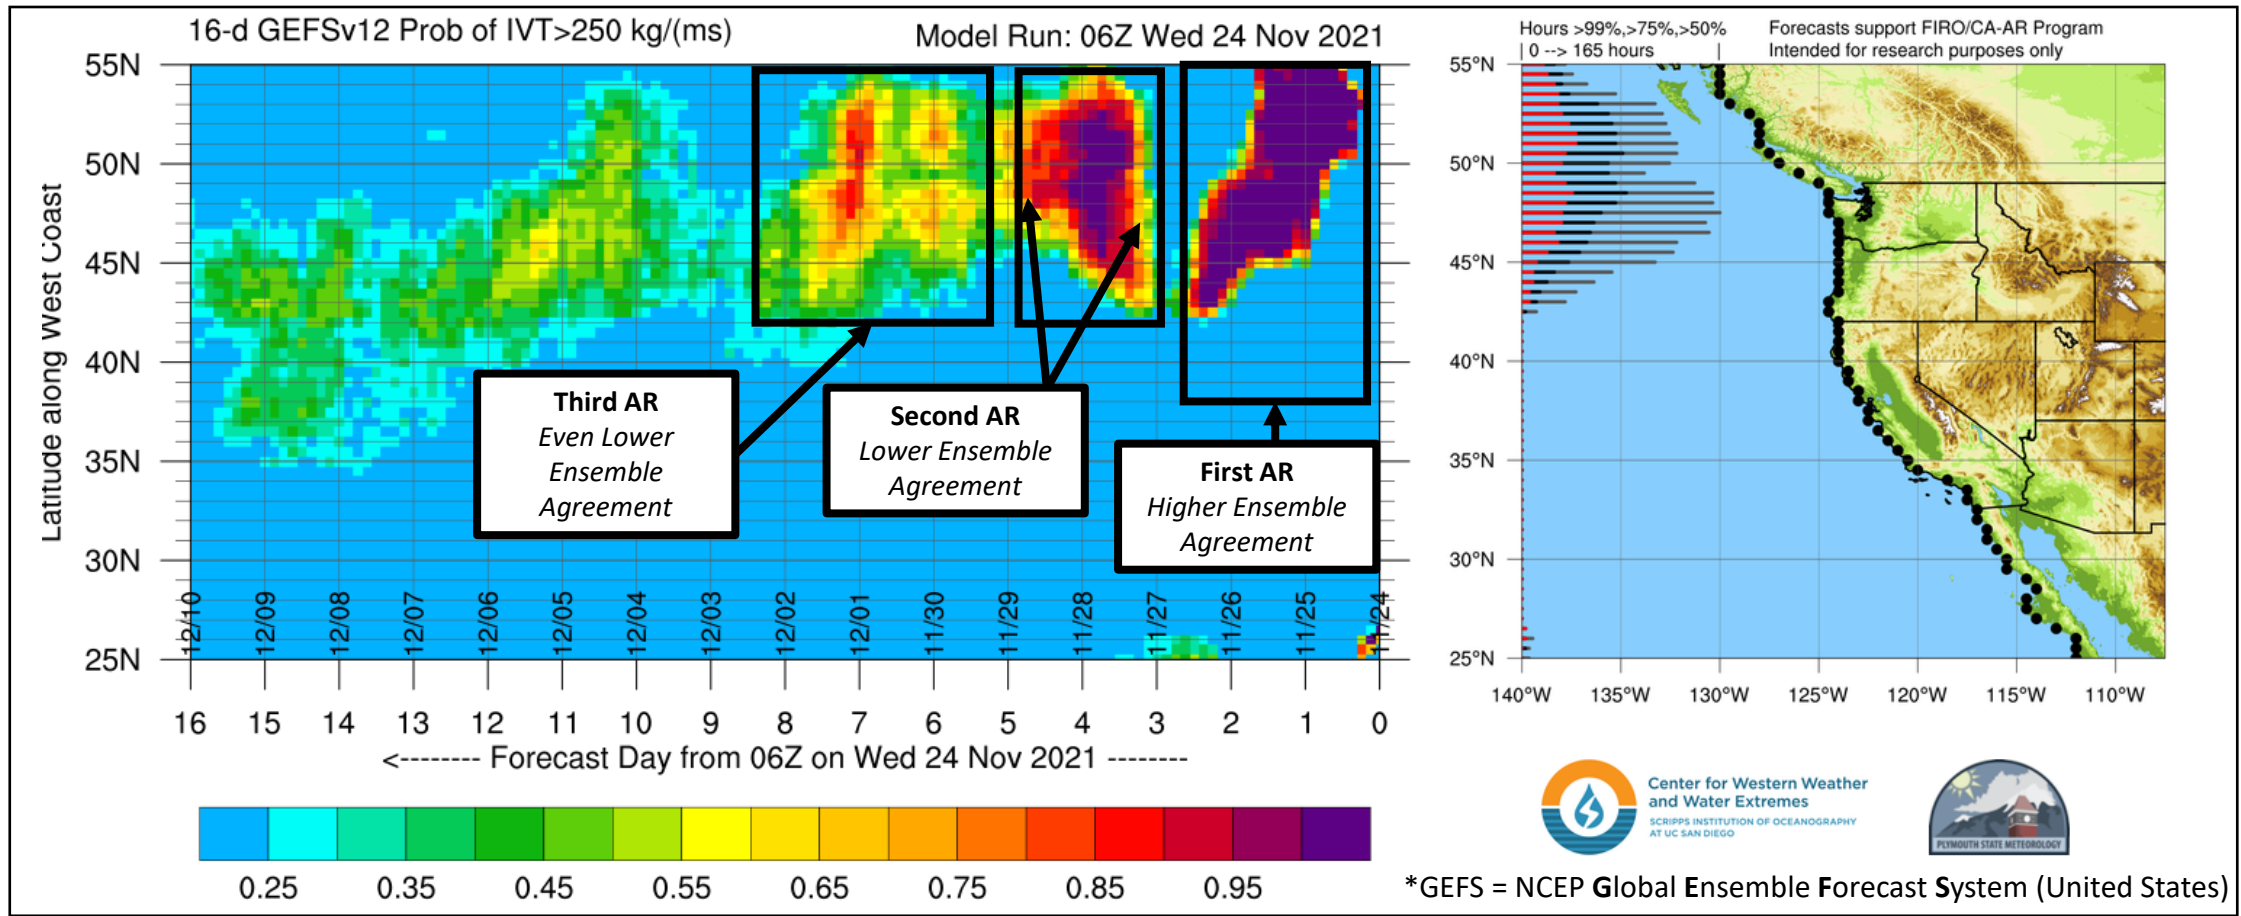 16-d GEFSv12 Prob of IVT>250 kg/(ms)
Model Run: 06Z Wed 24 Nov 2021
Hours >99%,>75%,>50%
| 0 --> 165 hours |
Forecasts support FIRO/CA-AR Program
Intended for research purposes only
Latitude along West Coast
55N
50N
45N
40N
35N
30N
25N
Third AR
Even Lower
Ensemble
Agreement
Second AR
Lower Ensemble
Agreement
First AR
Higher Ensemble
Agreement
12/10 12/09 12/08 12/07 12/06 12/05 12/04 12/03 12/02 12/01 11/30 11/29 11/28 11/27 11/26 11/25 11/24
16 15 14 13 12 11 10 9 8 7 6 5 4 3 2 1 0
<-------- Forecast Day from 06Z on Wed 24 Nov 2021 --------
0.25 0.35 0.45 0.55 0.65 0.75 0.85 0.95
55°N
50°N
45°N
40°N
35°N
30°N
25°N
140°W 135°W 130°W 125°W 120°W 115°W 110°W
Center for Western Weather
and Water Extremes
SCRIPPS INSTITUTION OF OCEANOGRAPHY
AT UC SAN DIEGO
PLYMOUTH STATE METEOROLOGY
*GEFS = NCEP Global Ensemble Forecast System (United States)